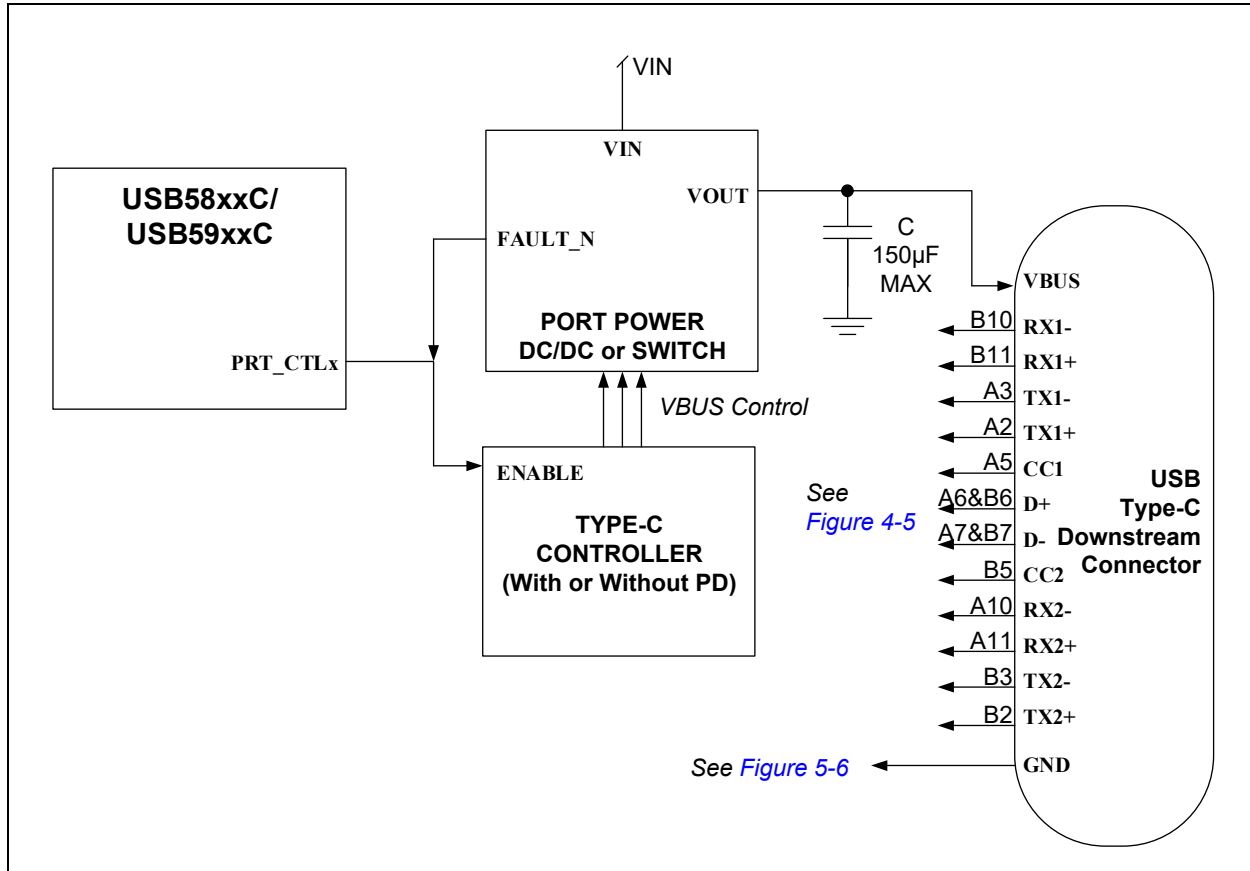 VIN
VIN
VOUT
FAULT_N
PORT POWER
DC/DC or SWITCH
USB58xxC/
USB59xxC
PRT_CTLx
VBUS Control
ENABLE
TYPE-C
CONTROLLER
(With or Without PD)
C
150µF
MAX
VBUS
B10 RX1-
B11 RX1+
A3 TX1-
A2 TX1+
A5 CC1
A6&B6 D+
A7&B7 D-
B5 CC2
A10 RX2-
A11 RX2+
B3 TX2-
B2 TX2+
GND
See
Figure 4-5
See Figure 5-6
USB
Type-C
Downstream
Connector